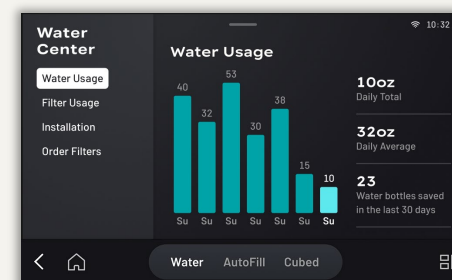 Water
Center
10:32
Water Usage
Filter Usage
Installation
Order Filters
Water Usage
40
32
53
30
38
15
10
Su Su Su Su Su Su Su
10oz
Daily Total
32oz
Daily Average
23
Water bottles saved
in the last 30 days
Water AutoFill Cubed